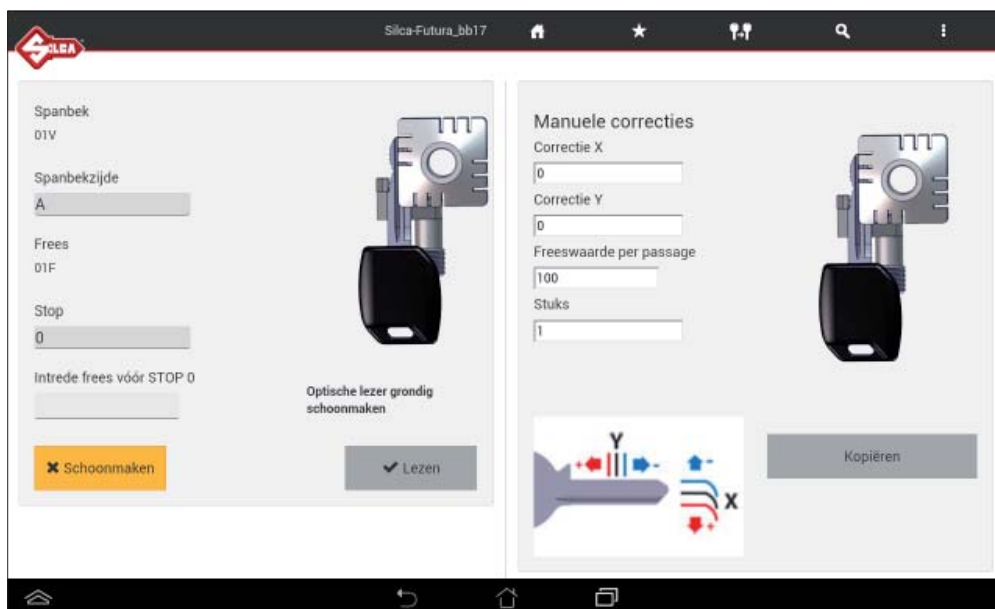 SILCA
Silca-Futura_bb17
Spanbek
01V
Spanbekzijde
A
Frees
01F
Stop
0
Intrede frees vóór STOP 0
Optische lezer grondig
schoonmaken
Schoonmaken
Lezen
Manuele correcties
Correctie X
0
Correctie Y
0
Freeswaarde per passage
100
Stuks
1
Y
+ -
-
X
+
Kopiëren